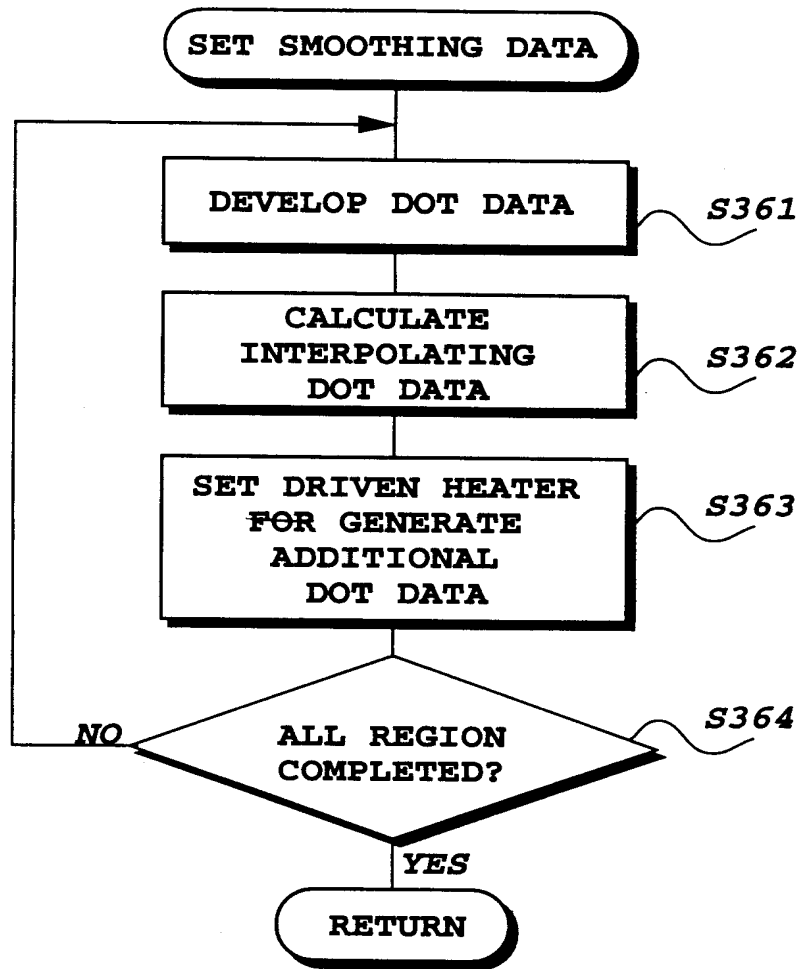 SET SMOOTHING DATA
DEVELOP DOT DATA
S361
CALCULATE
INTERPOLATING
DOT DATA
S362
SET DRIVEN HEATER
FOR GENERATE
ADDITIONAL
DOT DATA
S363
ALL REGION
COMPLETED?
S364
NO
YES
RETURN